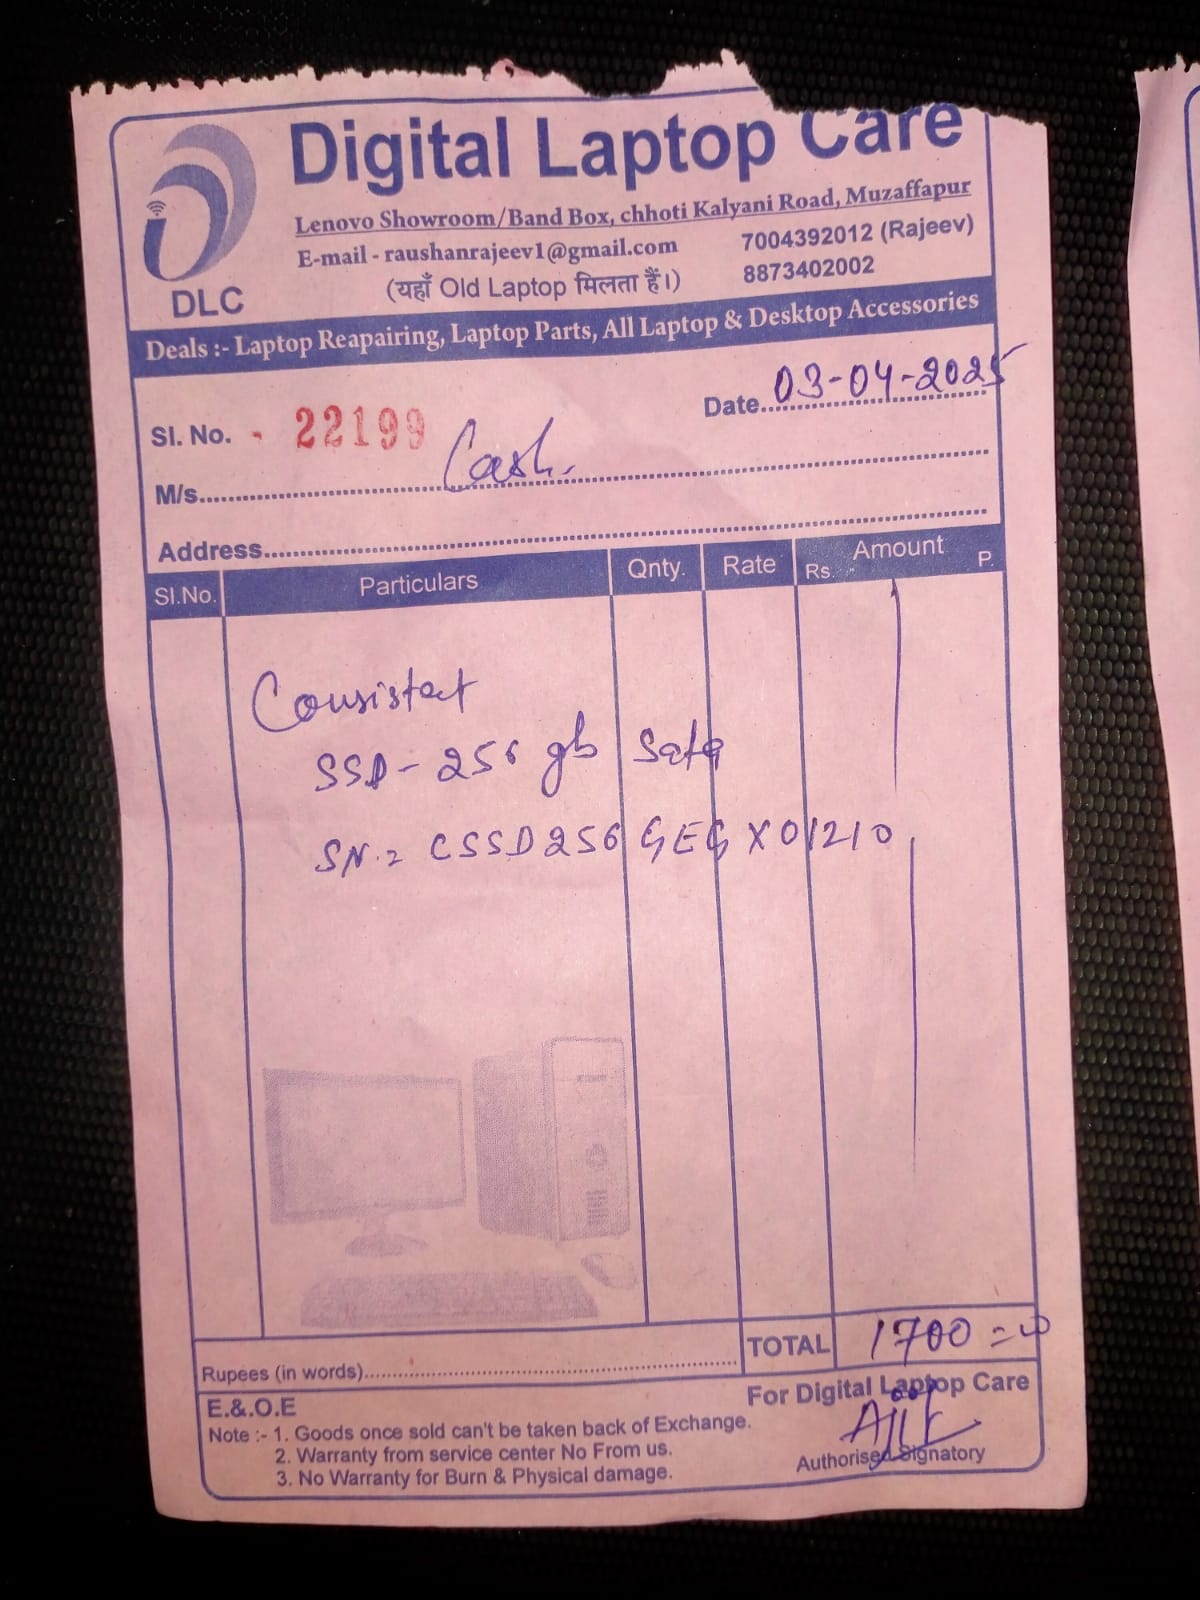 Digital Laptop Care
Lenovo Showroom/Band Box, chhoti Kalyani Road, Muzaffapur
E-mail - raushanrajeev1@gmail.com
7004392012 (Rajeev)
8873402002
(यहाँ Old Laptop मिलता हैं।)
DLC
Deals :- Laptop Reapairing, Laptop Parts, All Laptop & Desktop Accessories
Sl. No. - 22199
Date 03-04-2025
M/s Cash.
Address
Sl.No. Particulars Qnty. Rate Amount Rs. P.
Consistent
SSD - 256 gb Sata
SN. = CSSD256GEGX01210
TOTAL 1700=00
Rupees (in words)
For Digital Laptop Care
E.&.O.E
Note :- 1. Goods once sold can't be taken back of Exchange.
2. Warranty from service center No From us.
3. No Warranty for Burn & Physical damage.
Authorised Signatory